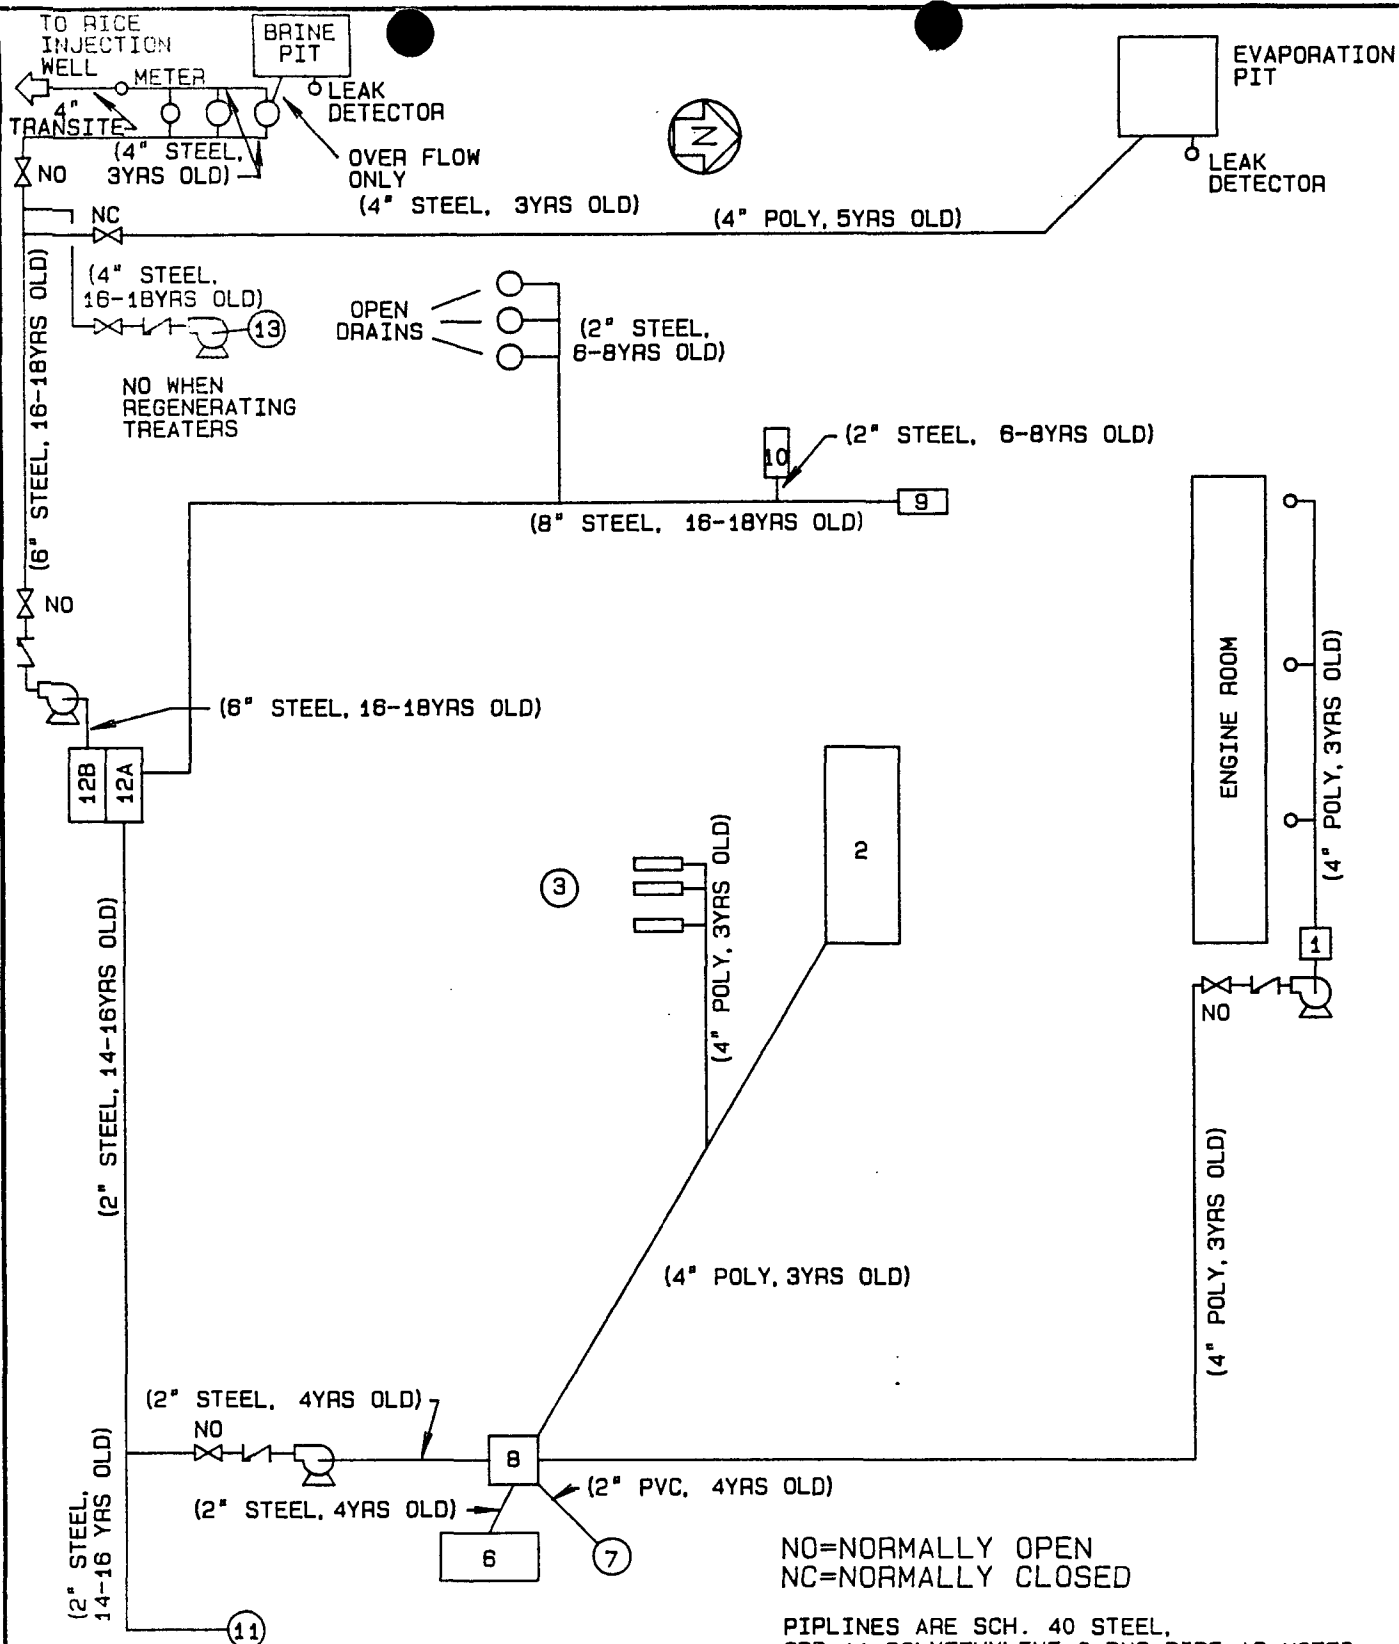 TO RICE
INJECTION
WELL
METER
BRINE
PIT
LEAK
DETECTOR
4"
TRANSITE
(4" STEEL,
3YRS OLD)
OVER FLOW
ONLY
(4" STEEL, 3YRS OLD)
N
EVAPORATION
PIT
LEAK
DETECTOR
NO
NC
(4" POLY, 5YRS OLD)
(6" STEEL, 16-18YRS OLD)
(4" STEEL,
16-18YRS OLD)
13
NO WHEN
REGENERATING
TREATERS
OPEN
DRAINS
(2" STEEL,
6-8YRS OLD)
10
(2" STEEL, 6-8YRS OLD)
9
(8" STEEL, 16-18YRS OLD)
NO
(6" STEEL, 16-18YRS OLD)
12B
12A
ENGINE ROOM
(4" POLY, 3YRS OLD)
1
NO
2
3
(4" POLY, 3YRS OLD)
(2" STEEL, 14-16YRS OLD)
(4" POLY, 3YRS OLD)
(4" POLY, 3YRS OLD)
(2" STEEL, 4YRS OLD)
NO
8
(2" PVC, 4YRS OLD)
(2" STEEL, 4YRS OLD)
6
7
(2" STEEL,
14-16 YRS OLD)
11
NO=NORMALLY OPEN
NC=NORMALLY CLOSED
PIPLINES ARE SCH. 40 STEEL,